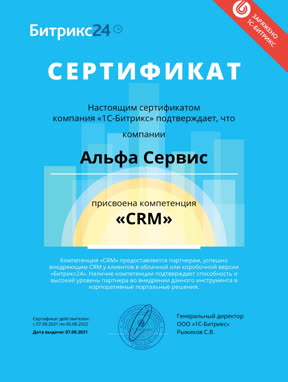 Битрикс24
ЗАРЯЖЕНО
1С-БИТРИКС
СЕРТИФИКАТ
Настоящим сертификатом
компания «1С-Битрикс» подтверждает, что
компании
Альфа Сервис
присвоена компетенция
«CRM»
Компетенция «CRM» предоставляется партнерам, успешно
внедряющим CRM у клиентов в облачной или коробочной версии
«Битрикс24». Наличие компетенции подтверждает способность и
высокий уровень партнера во внедрении данного инструмента в
корпоративные портальные решения.
Сертификат действителен:
с 07.08.2021 по 06.08.2022
Дата выдачи: 07.08.2021
Генеральный директор
ООО «1С-Битрикс»
Рыжиков С.В.